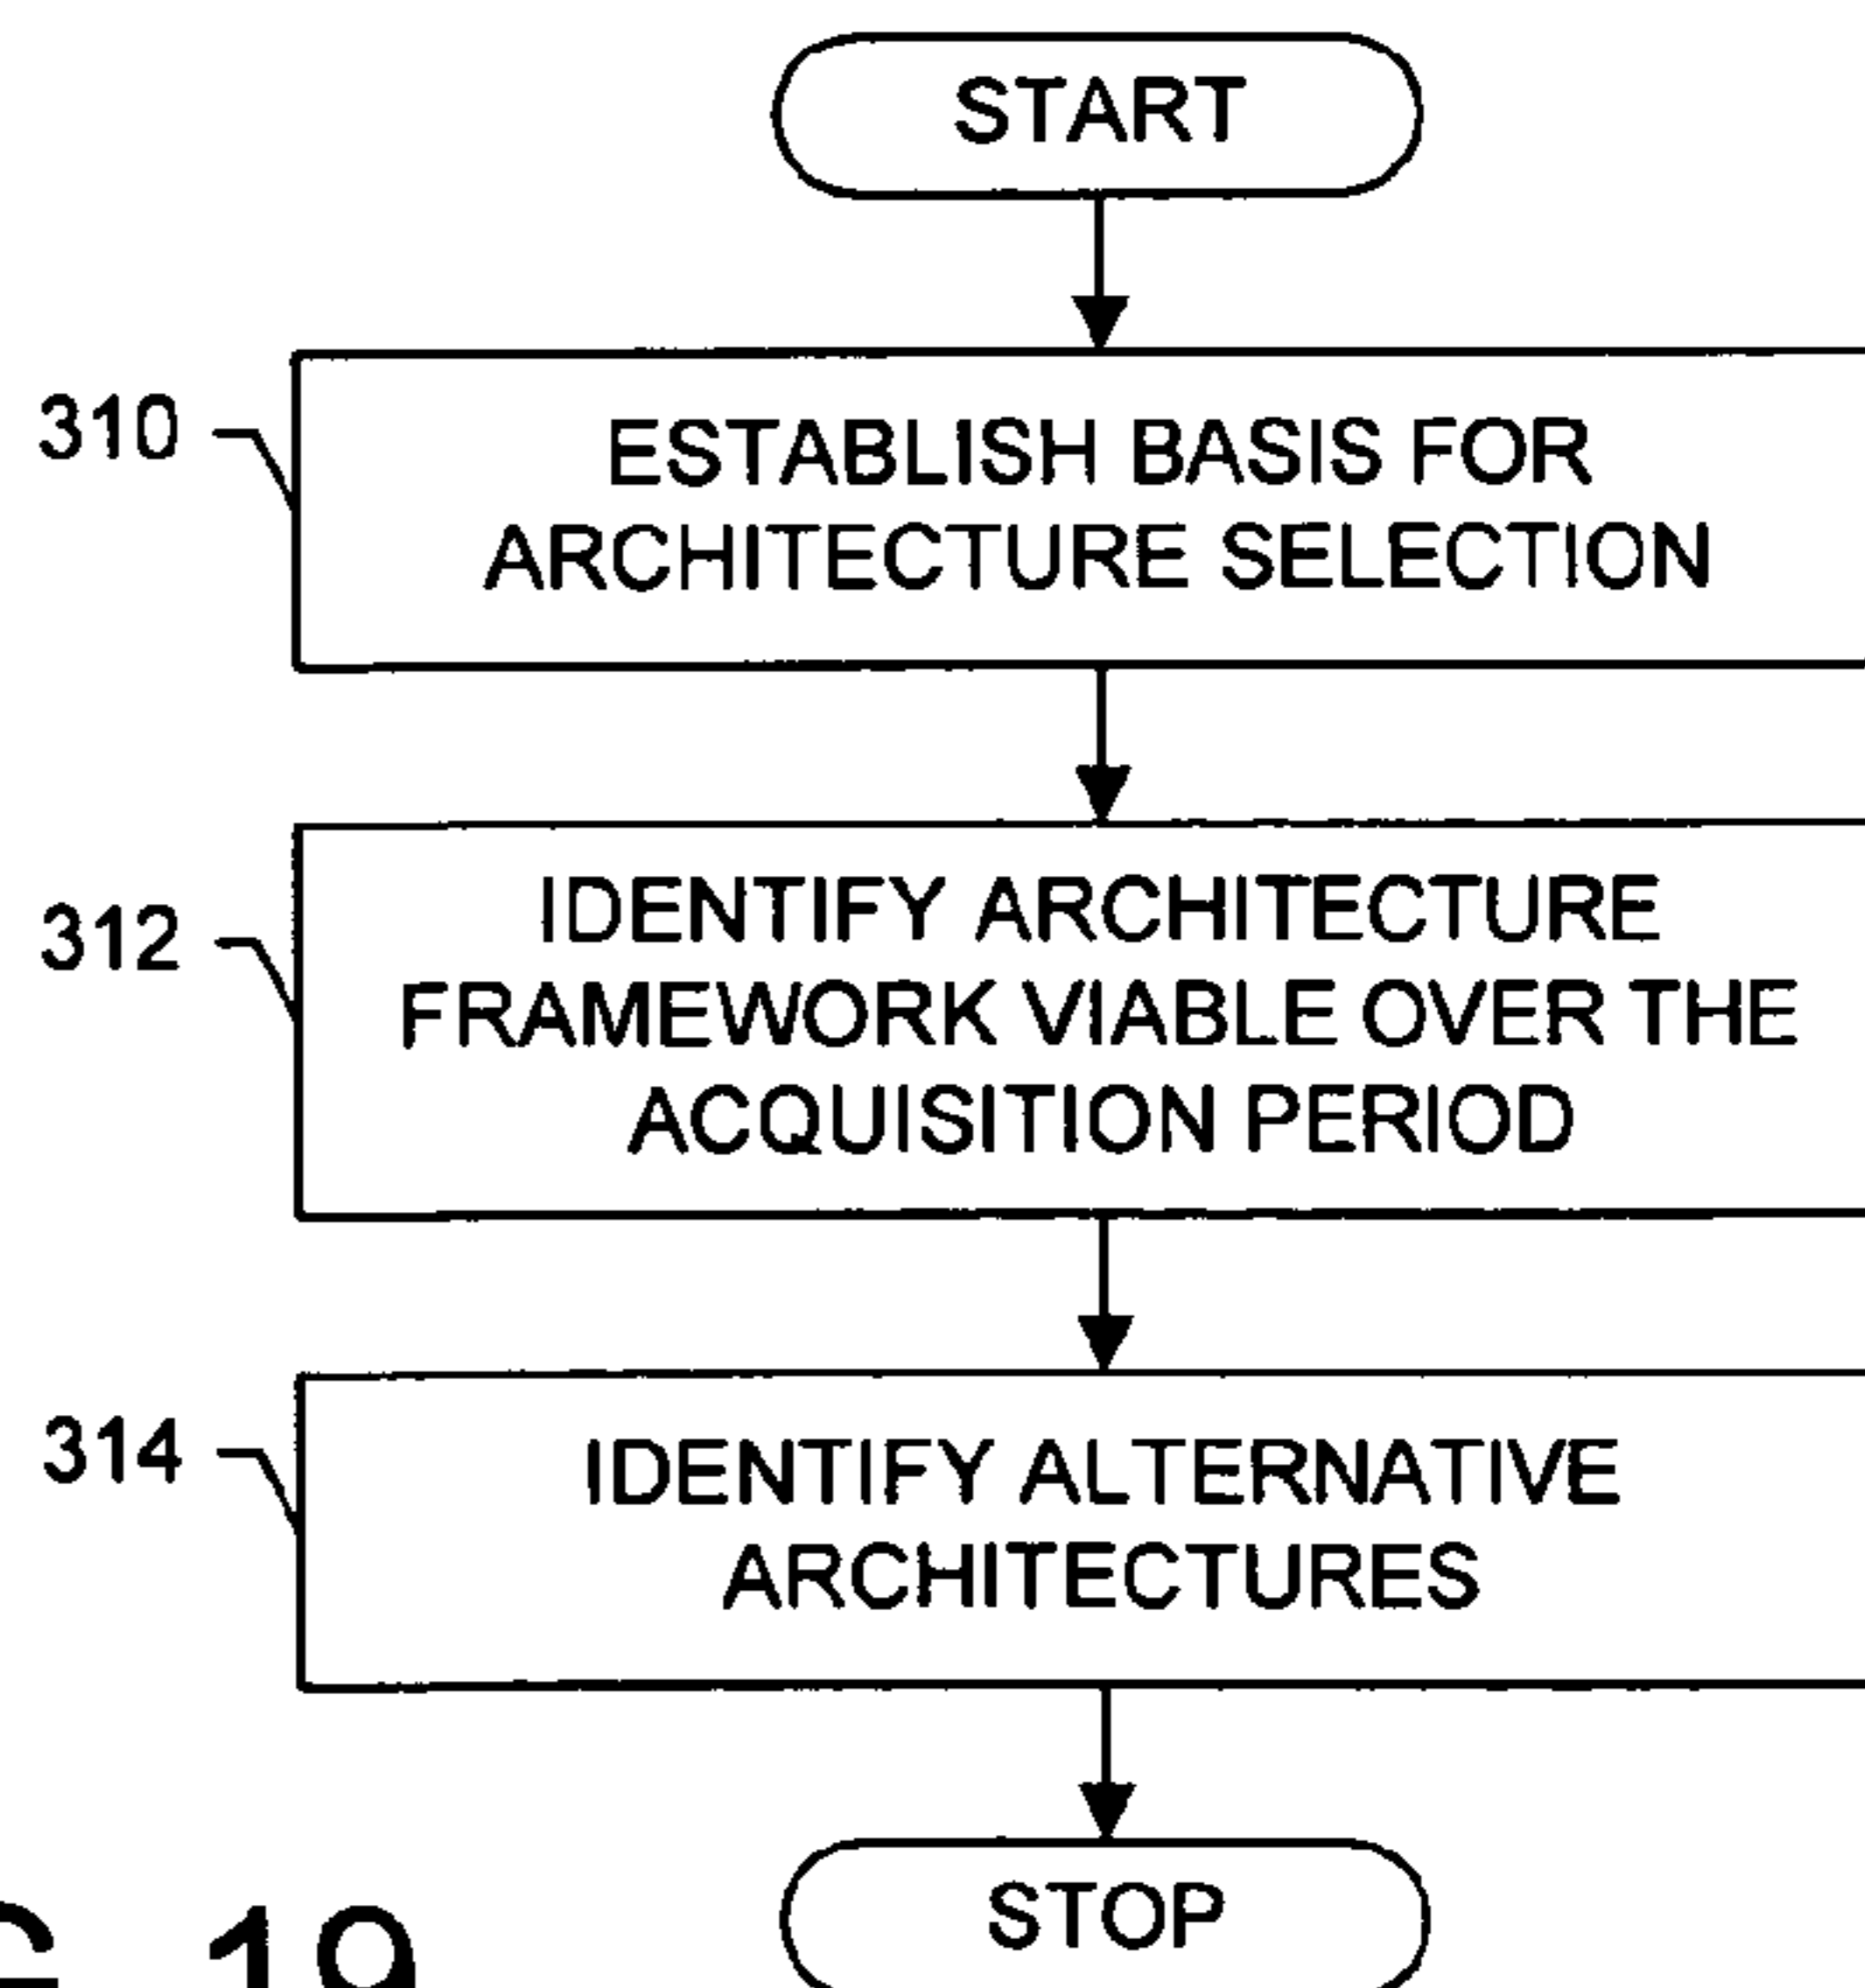 START
310
ESTABLISH BASIS FOR
ARCHITECTURE SELECTION
312
IDENTIFY ARCHITECTURE
FRAMEWORK VIABLE OVER THE
ACQUISITION PERIOD
314
IDENTIFY ALTERNATIVE
ARCHITECTURES
STOP